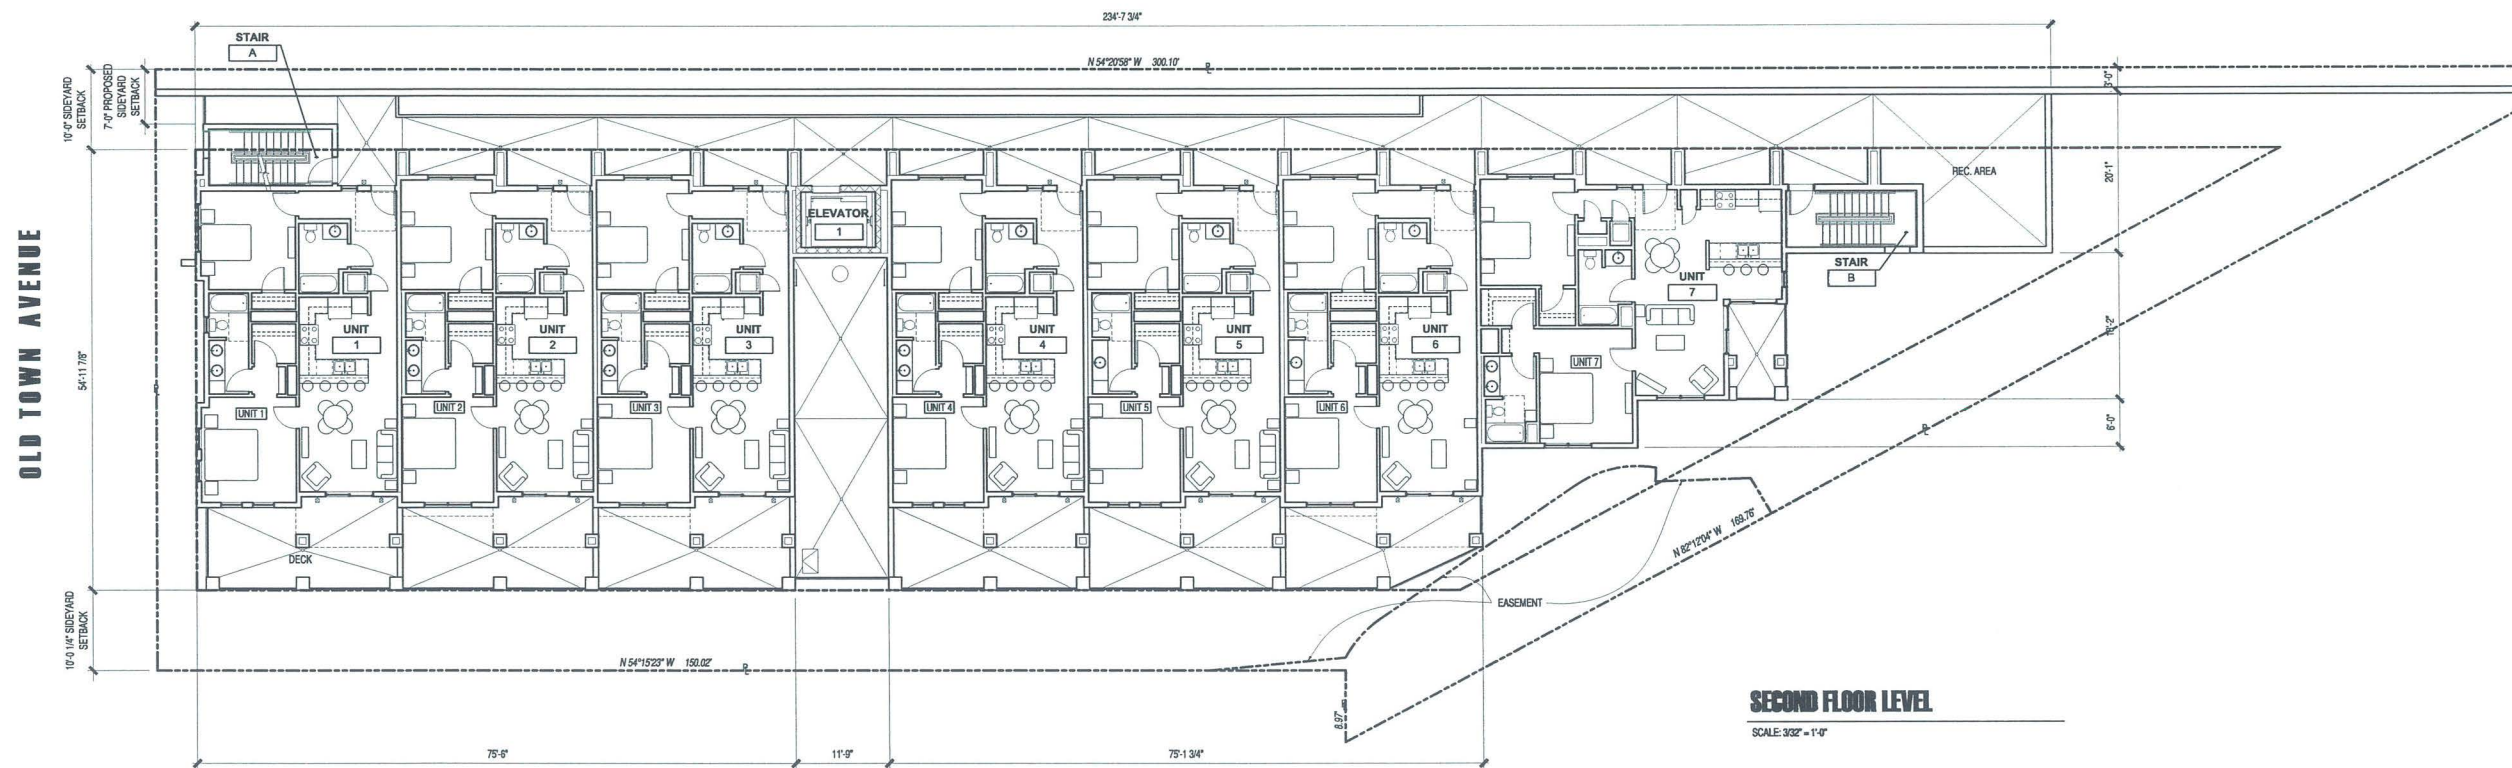 234'-7 3/4"
STAIR
A
N 54°20'58" W 300.10'
10'-0" SIDEYARD
SETBACK
7'-0" PROPOSED
SIDEYARD
SETBACK
3'-0"
REC. AREA
20'-1"
ELEVATOR
1
STAIR
B
UNIT
7
OLD TOWN AVENUE
54'-11 7/8"
UNIT
1
UNIT
2
UNIT
3
UNIT
4
UNIT
5
UNIT
6
UNIT 7
UNIT 1
UNIT 2
UNIT 3
UNIT 4
UNIT 5
UNIT 6
6'-0"
DECK
N 82°12'04" W 169.76'
EASEMENT
10'-0 1/4" SIDEYARD
SETBACK
N 54°15'23" W 150.02'
8.97'
SECOND FLOOR LEVEL
SCALE: 3/32" = 1'-0"
75'-6"
11'-9"
75'-1 3/4"